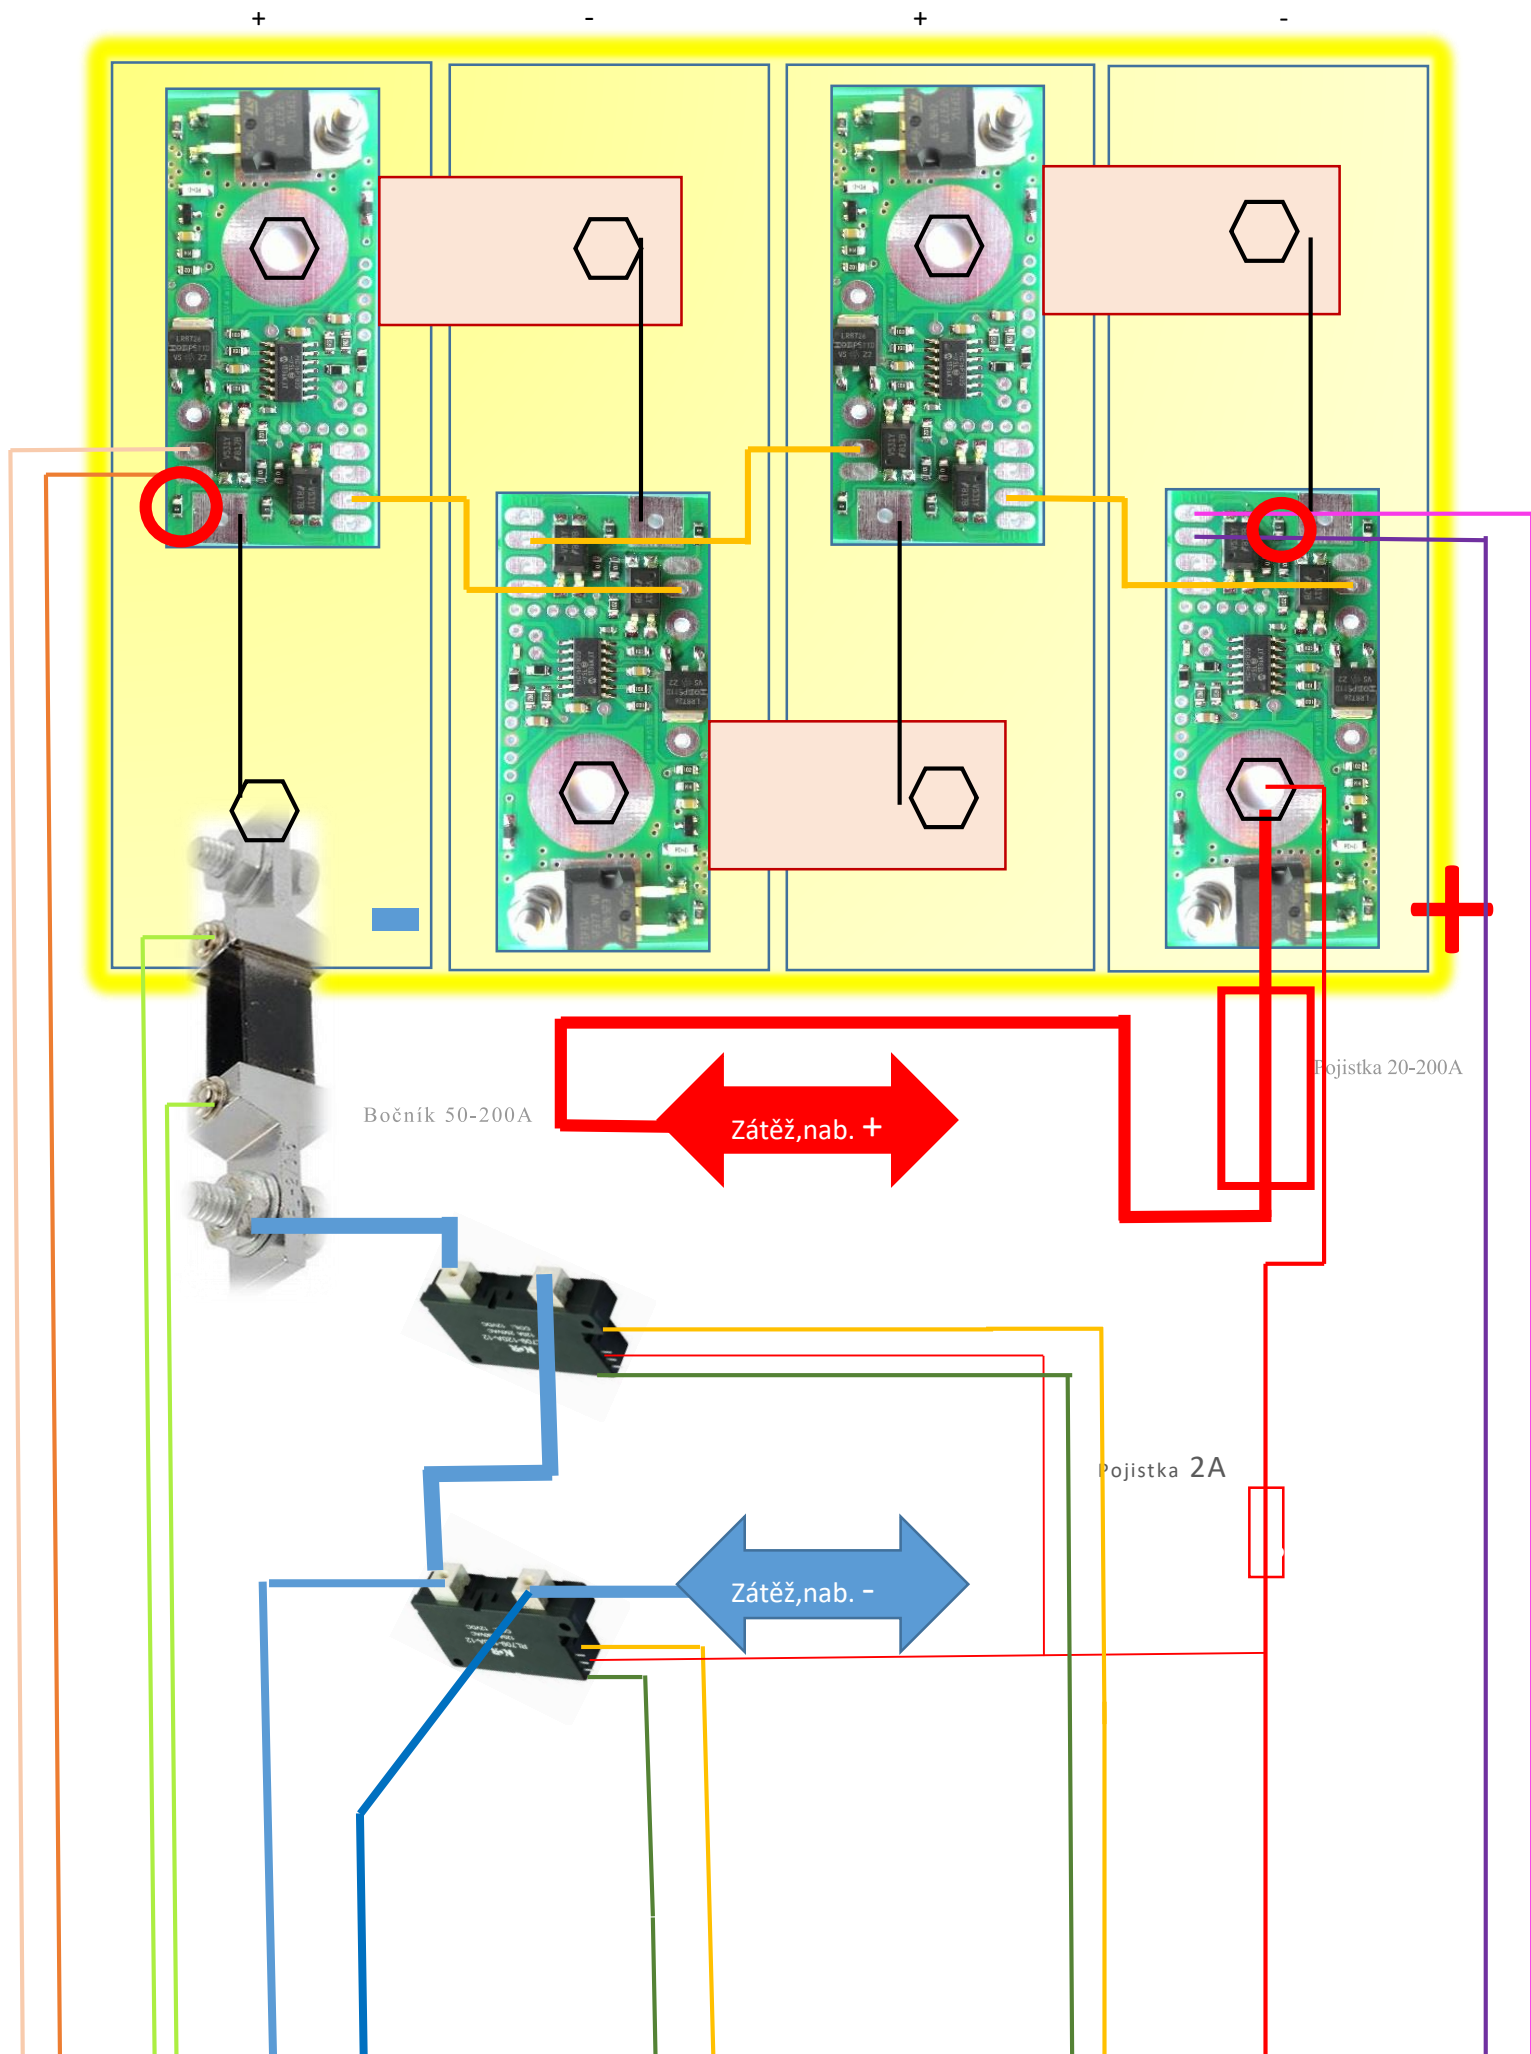 + - + -
Pojistka 20-200A
Bočník 50-200A
Zátěž,nab. +
Pojistka 2A
Zátěž,nab. -